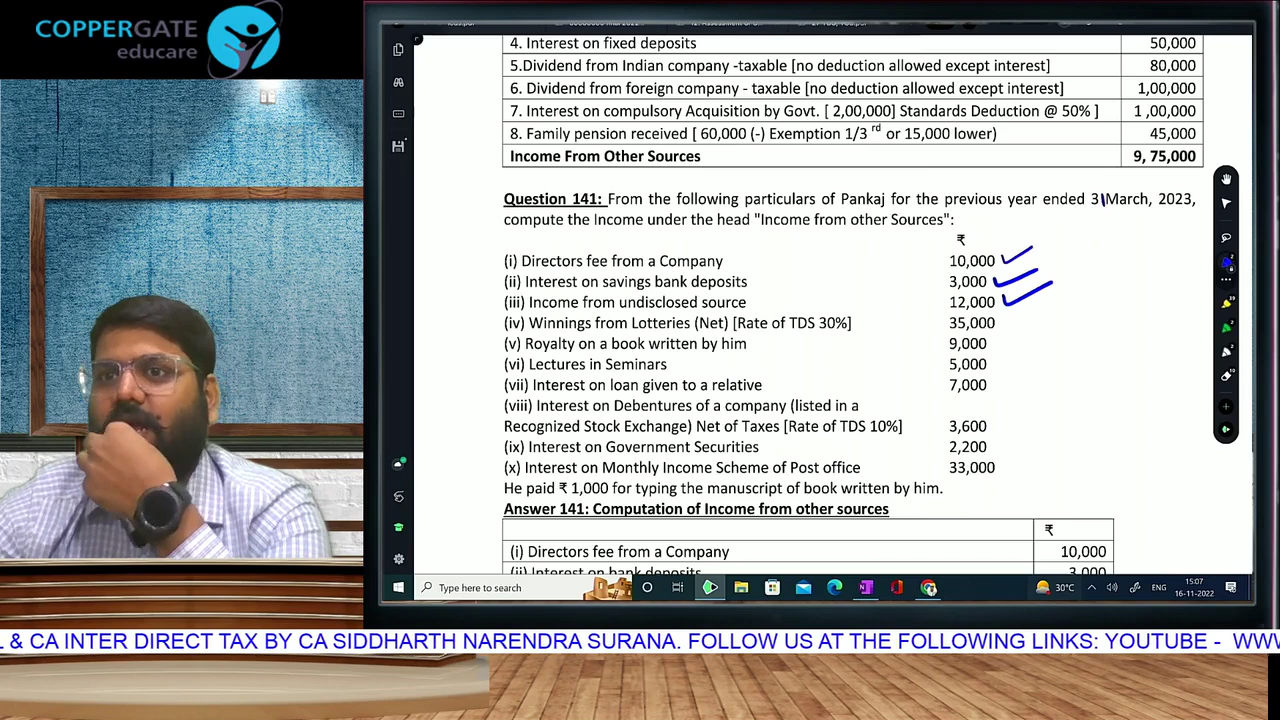 COPPERGATE
educare
4. Interest on fixed deposits 50,000
5.Dividend from Indian company -taxable [no deduction allowed except interest] 80,000
6. Dividend from foreign company - taxable [no deduction allowed except interest] 1,00,000
7. Interest on compulsory Acquisition by Govt. [ 2,00,000] Standards Deduction @ 50% ] 1 ,00,000
8. Family pension received [ 60,000 (-) Exemption 1/3 rd or 15,000 lower) 45,000
Income From Other Sources 9, 75,000
Question 141: From the following particulars of Pankaj for the previous year ended 31March, 2023,
compute the Income under the head "Income from other Sources":
₹
(i) Directors fee from a Company 10,000
(ii) Interest on savings bank deposits 3,000
(iii) Income from undisclosed source 12,000
(iv) Winnings from Lotteries (Net) [Rate of TDS 30%] 35,000
(v) Royalty on a book written by him 9,000
(vi) Lectures in Seminars 5,000
(vii) Interest on loan given to a relative 7,000
(viii) Interest on Debentures of a company (listed in a
Recognized Stock Exchange) Net of Taxes [Rate of TDS 10%] 3,600
(ix) Interest on Government Securities 2,200
(x) Interest on Monthly Income Scheme of Post office 33,000
He paid ₹ 1,000 for typing the manuscript of book written by him.
Answer 141: Computation of Income from other sources
₹
(i) Directors fee from a Company 10,000
(ii) Interest on bank deposits 3,000
Type here to search
30°C
ENG
15:07
16-11-2022
L & CA INTER DIRECT TAX BY CA SIDDHARTH NARENDRA SURANA. FOLLOW US AT THE FOLLOWING LINKS: YOUTUBE - WWW